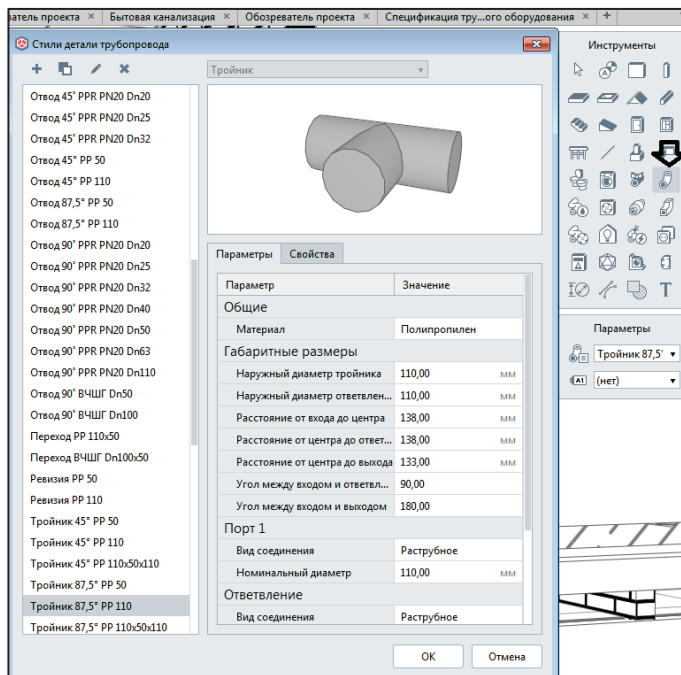 атель проекта × Бытовая канализация × Обозреватель проекта × Спецификация тру...ого оборудования × +
Стили детали трубопровода
Инструменты
Тройник
Отвод 45˚ PPR PN20 Dn20
Отвод 45˚ PPR PN20 Dn25
Отвод 45˚ PPR PN20 Dn32
Отвод 45° PP 50
Отвод 45° PP 110
Отвод 87,5° PP 50
Отвод 87,5° PP 110
Отвод 90˚ PPR PN20 Dn20
Отвод 90˚ PPR PN20 Dn25
Отвод 90˚ PPR PN20 Dn32
Отвод 90˚ PPR PN20 Dn40
Отвод 90˚ PPR PN20 Dn50
Отвод 90˚ PPR PN20 Dn63
Отвод 90˚ PPR PN20 Dn110
Отвод 90˚ ВЧШГ Dn50
Отвод 90˚ ВЧШГ Dn100
Переход PP 110x50
Переход ВЧШГ Dn100x50
Ревизия PP 50
Ревизия PP 110
Тройник 45° PP 50
Тройник 45° PP 110
Тройник 45° PP 110x50x110
Тройник 87,5° PP 50
Тройник 87,5° PP 110
Тройник 87,5° PP 110x50x110
Параметры Свойства
Параметр Значение
Общие
Материал Полипропилен
Габаритные размеры
Наружный диаметр тройника 110,00 мм
Наружный диаметр ответвлен... 110,00 мм
Расстояние от входа до центра 138,00 мм
Расстояние от центра до ответ... 138,00 мм
Расстояние от центра до выхода 133,00 мм
Угол между входом и ответвл... 90,00
Угол между входом и выходом 180,00
Порт 1
Вид соединения Раструбное
Номинальный диаметр 110,00 мм
Ответвление
Вид соединения Раструбное
OK Отмена
Параметры
Тройник 87,5˚
A1 (нет)